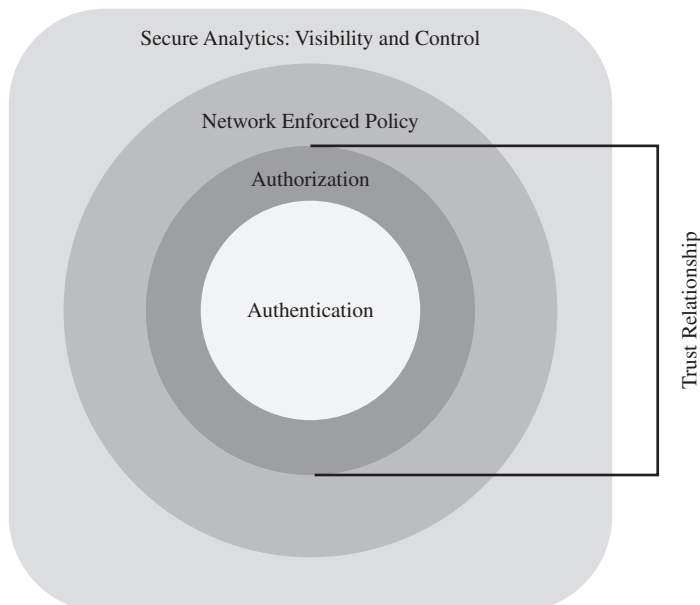 Secure Analytics: Visibility and Control
Network Enforced Policy
Authorization
Authentication
Trust Relationship